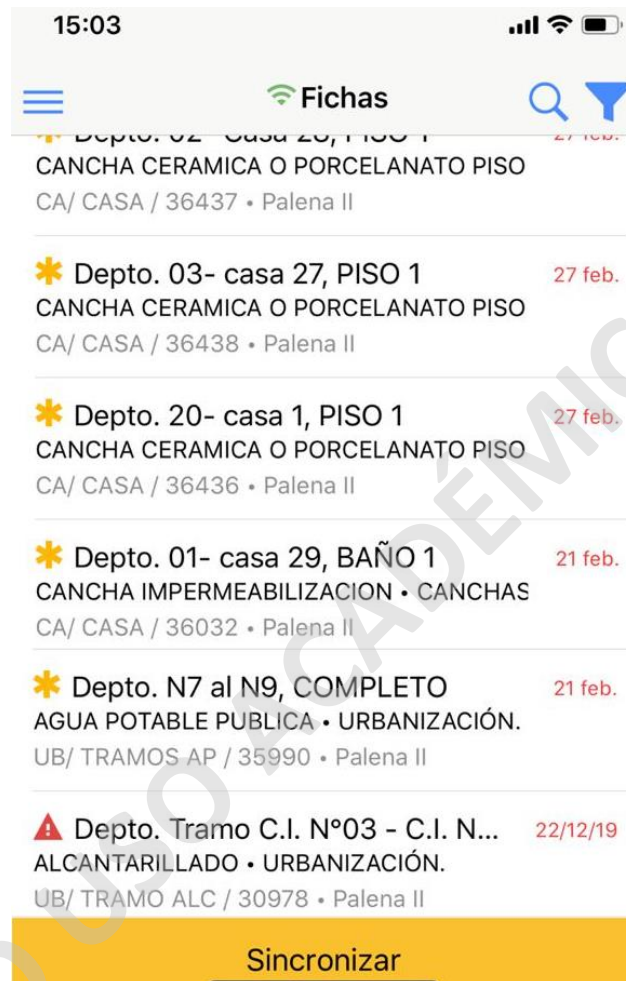 15:03
Fichas
CANCHA CERAMICA O PORCELANATO PISO
CA/ CASA / 36437 • Palena II
Depto. 03- casa 27, PISO 1 27 feb.
CANCHA CERAMICA O PORCELANATO PISO
CA/ CASA / 36438 • Palena II
Depto. 20- casa 1, PISO 1 27 feb.
CANCHA CERAMICA O PORCELANATO PISO
CA/ CASA / 36436 • Palena II
Depto. 01- casa 29, BAÑO 1 21 feb.
CANCHA IMPERMEABILIZACION • CANCHAS
CA/ CASA / 36032 • Palena II
Depto. N7 al N9, COMPLETO 21 feb.
AGUA POTABLE PUBLICA • URBANIZACIÓN.
UB/ TRAMOS AP / 35990 • Palena II
Depto. Tramo C.I. N°03 - C.I. N... 22/12/19
ALCANTARILLADO • URBANIZACIÓN.
UB/ TRAMO ALC / 30978 • Palena II
Sincronizar
USO ACADÉMIC